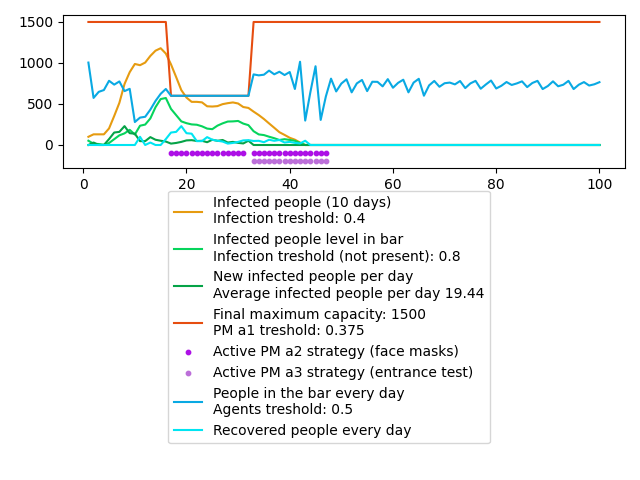 1500
1000
500
0
0
20
40
60
80
100
Infected people (10 days)
Infection treshold: 0.4
Infected people level in bar
Infection treshold (not present): 0.8
New infected people per day
Average infected people per day 19.44
Final maximum capacity: 1500
PM a1 treshold: 0.375
Active PM a2 strategy (face masks)
Active PM a3 strategy (entrance test)
People in the bar every day
Agents treshold: 0.5
Recovered people every day